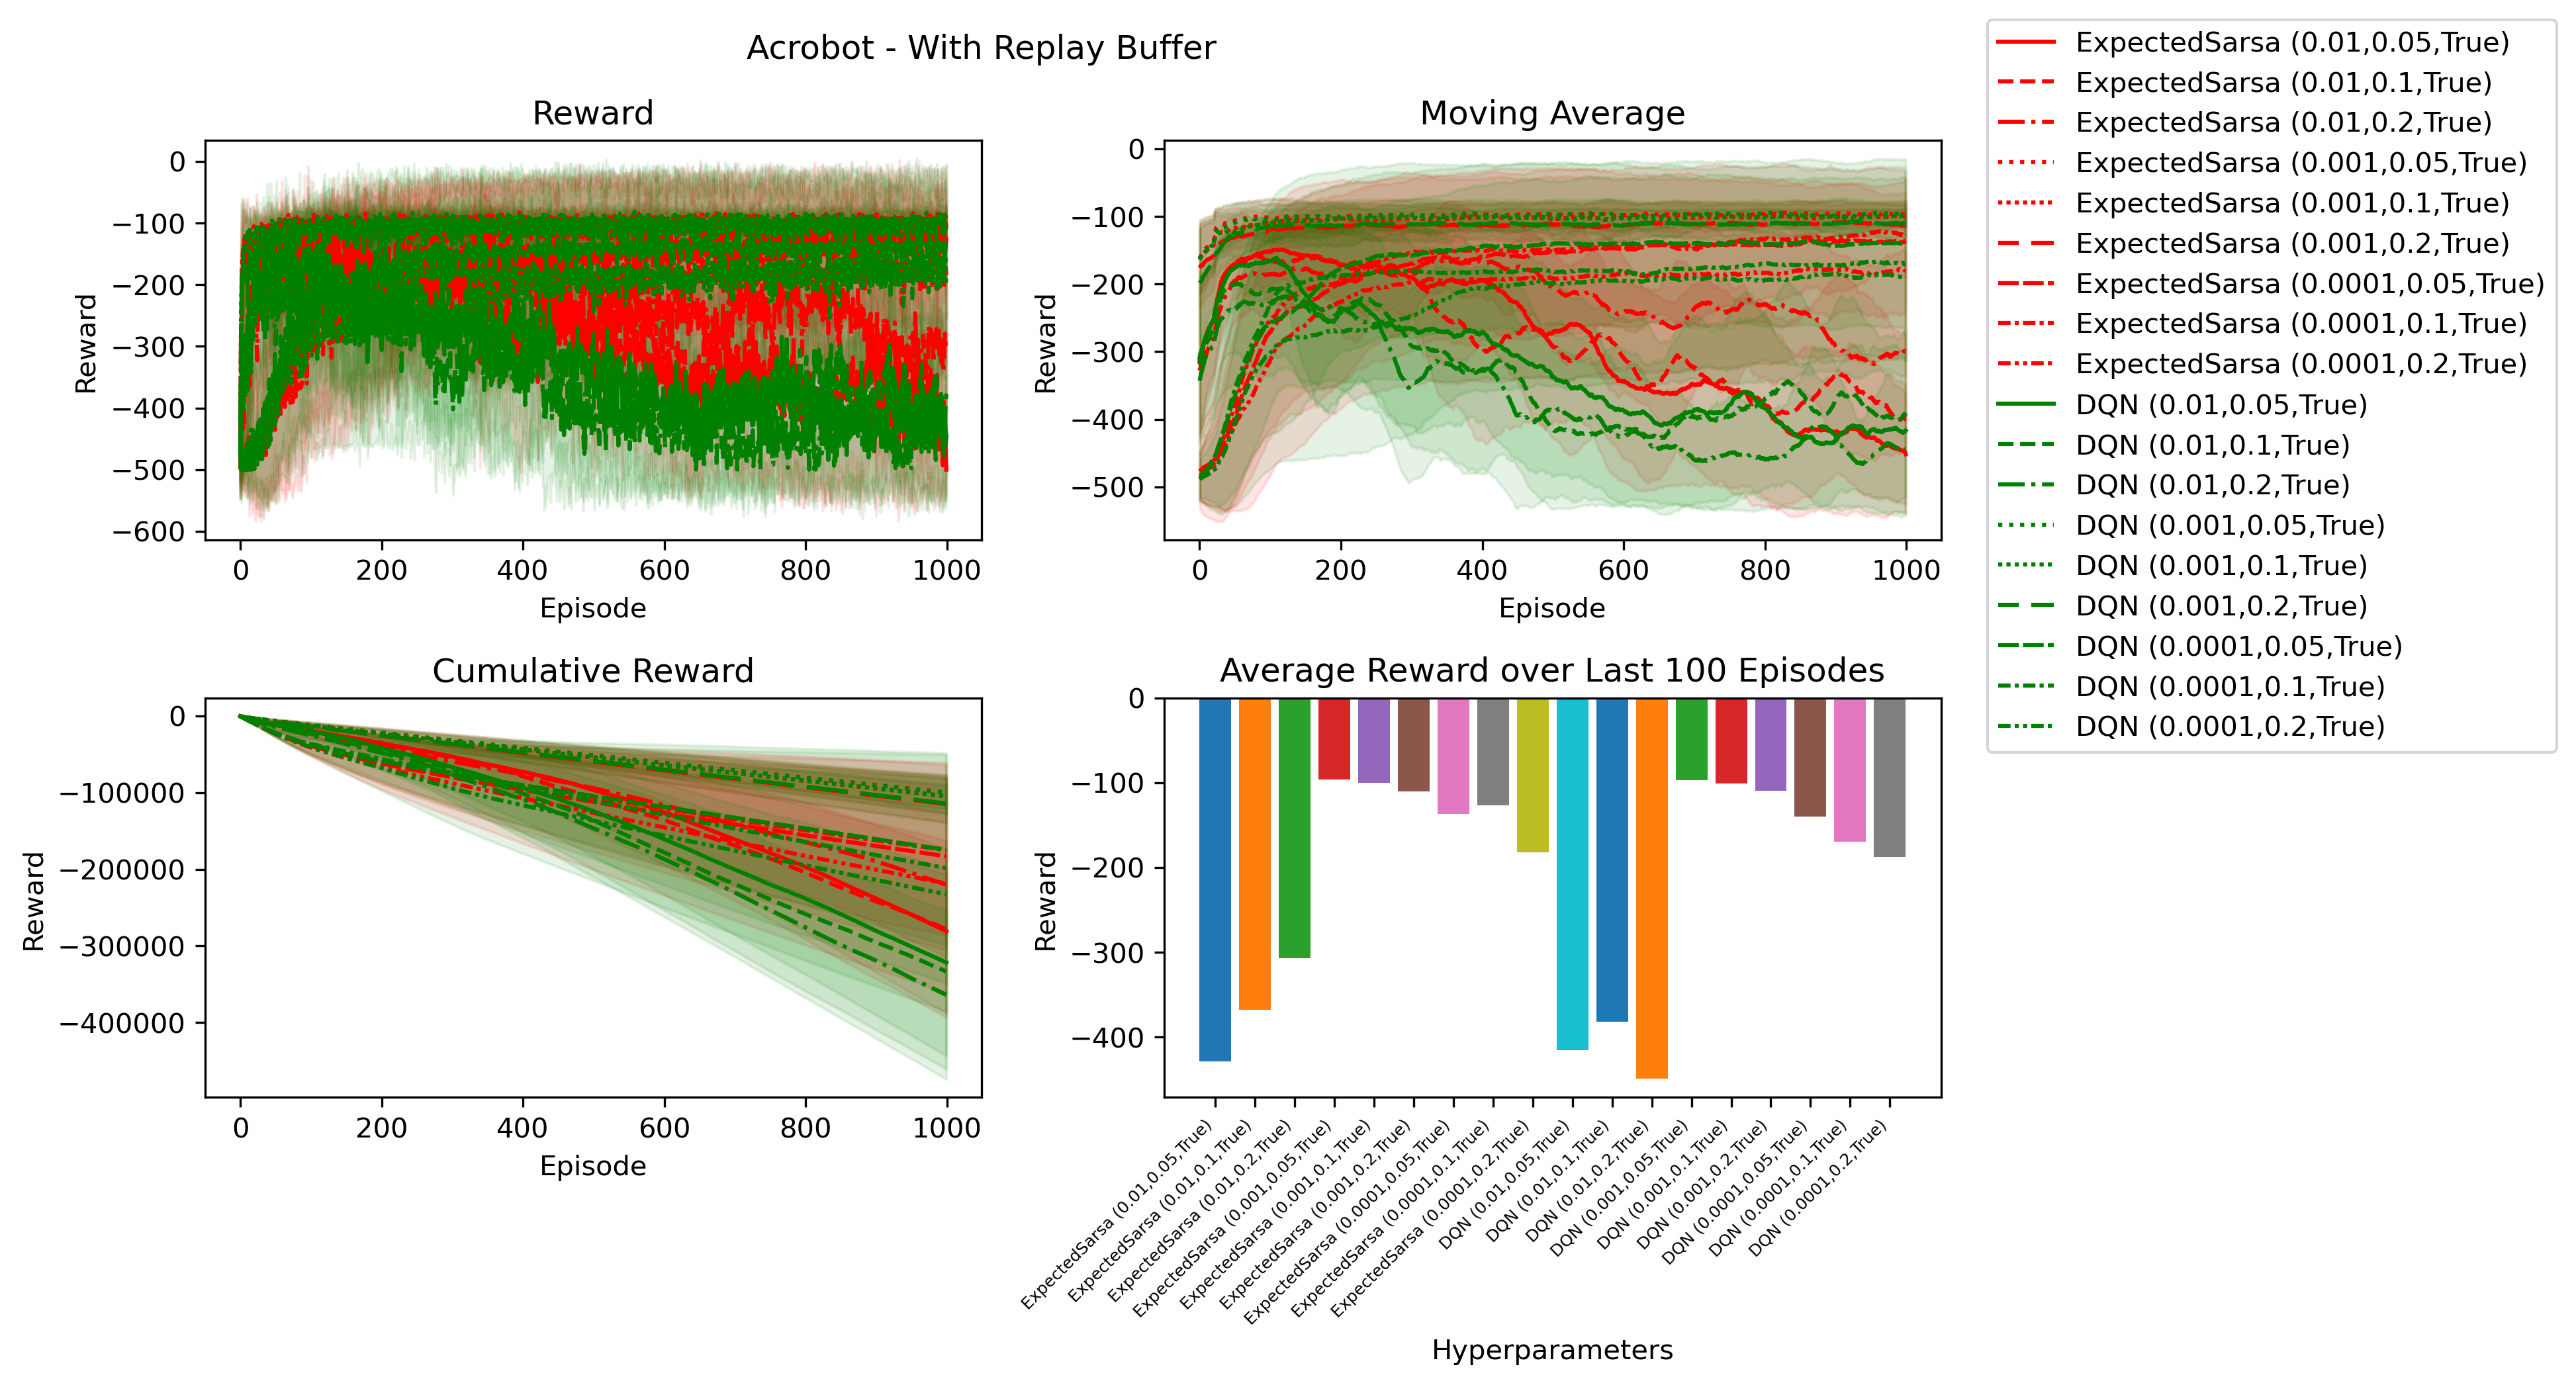 Acrobot - With Replay Buffer
Reward
0
−100
−200
−300
−400
−500
−600
Reward
0
200
400
600
800
1000
Episode
Moving Average
0
−100
−200
−300
−400
−500
Reward
0
200
400
600
800
1000
Episode
ExpectedSarsa (0.01,0.05,True)
ExpectedSarsa (0.01,0.1,True)
ExpectedSarsa (0.01,0.2,True)
ExpectedSarsa (0.001,0.05,True)
ExpectedSarsa (0.001,0.1,True)
ExpectedSarsa (0.001,0.2,True)
ExpectedSarsa (0.0001,0.05,True)
ExpectedSarsa (0.0001,0.1,True)
ExpectedSarsa (0.0001,0.2,True)
DQN (0.01,0.05,True)
DQN (0.01,0.1,True)
DQN (0.01,0.2,True)
DQN (0.001,0.05,True)
DQN (0.001,0.1,True)
DQN (0.001,0.2,True)
DQN (0.0001,0.05,True)
DQN (0.0001,0.1,True)
DQN (0.0001,0.2,True)
Cumulative Reward
0
−100000
−200000
−300000
−400000
Reward
0
200
400
600
800
1000
Episode
Average Reward over Last 100 Episodes
0
−100
−200
−300
−400
Reward
ExpectedSarsa (0.01,0.05,True)
ExpectedSarsa (0.01,0.1,True)
ExpectedSarsa (0.01,0.2,True)
ExpectedSarsa (0.001,0.05,True)
ExpectedSarsa (0.001,0.1,True)
ExpectedSarsa (0.001,0.2,True)
ExpectedSarsa (0.0001,0.05,True)
ExpectedSarsa (0.0001,0.1,True)
ExpectedSarsa (0.0001,0.2,True)
DQN (0.01,0.05,True)
DQN (0.01,0.1,True)
DQN (0.01,0.2,True)
DQN (0.001,0.05,True)
DQN (0.001,0.1,True)
DQN (0.001,0.2,True)
DQN (0.0001,0.05,True)
DQN (0.0001,0.1,True)
DQN (0.0001,0.2,True)
Hyperparameters